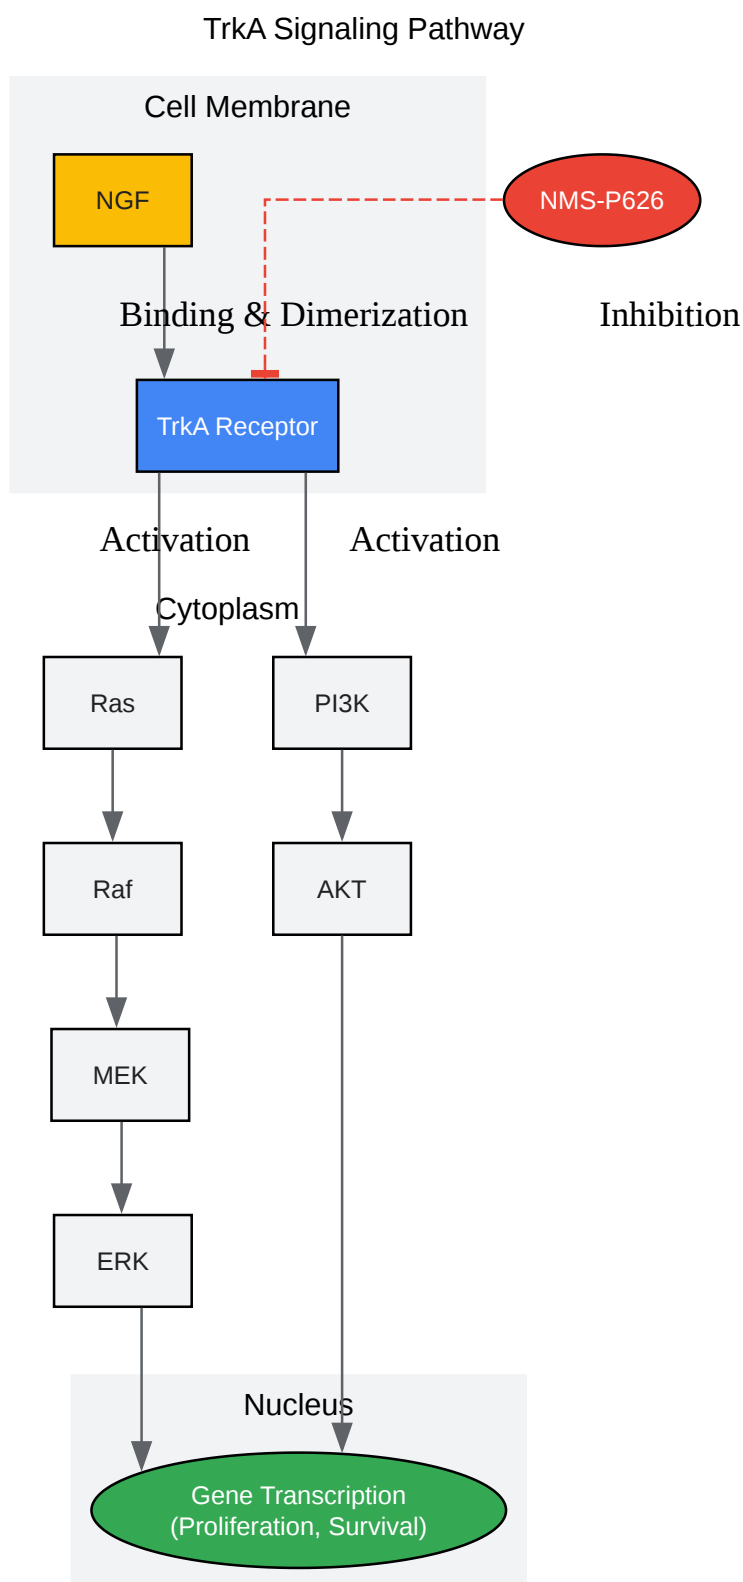 TrkA Signaling Pathway
Cell Membrane
NGF
NMS-P626
Binding & Dimerization
Inhibition
TrkA Receptor
Activation
Activation
Cytoplasm
Ras
PI3K
Raf
AKT
MEK
ERK
Nucleus
Gene Transcription
(Proliferation, Survival)